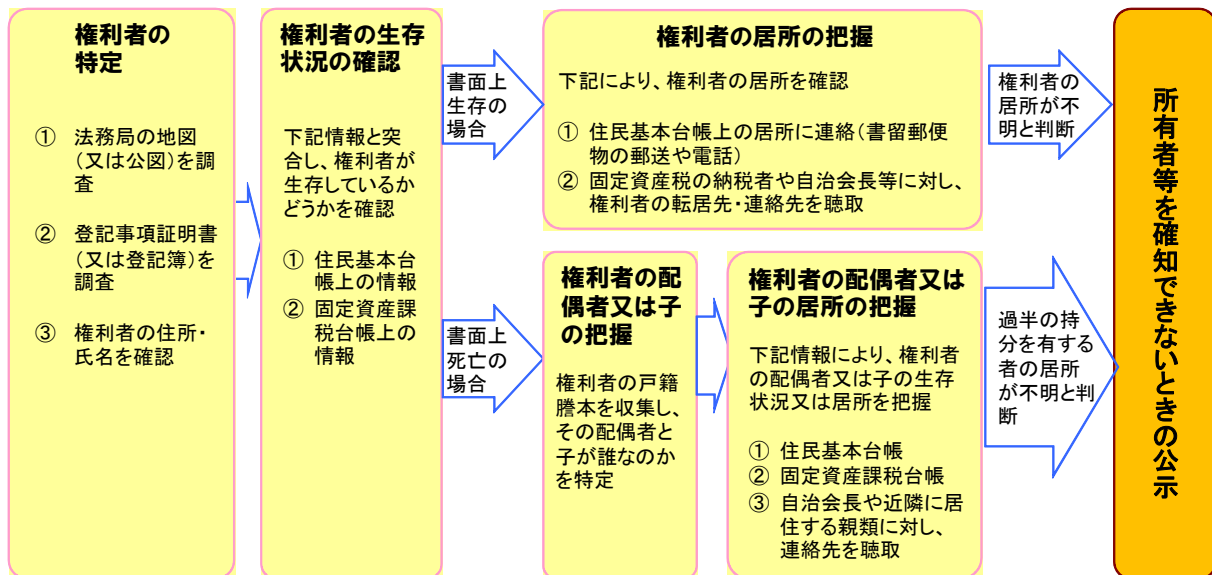 権利者の
特定
① 法務局の地図
(又は公図)を調
査
② 登記事項証明書
(又は登記簿)を
調査
③ 権利者の住所・
氏名を確認
権利者の生存
状況の確認
下記情報と突
合し、権利者が
生存しているか
どうかを確認
① 住民基本台
帳上の情報
② 固定資産課
税台帳上の
情報
書面上
生存の
場合
権利者の居所の把握
下記により、権利者の居所を確認
① 住民基本台帳上の居所に連絡(書留郵便
物の郵送や電話)
② 固定資産税の納税者や自治会長等に対し、
権利者の転居先・連絡先を聴取
権利者の
居所が不
明と判断
書面上
死亡の
場合
権利者の配
偶者又は子
の把握
権利者の戸籍
謄本を収集し、
その配偶者と
子が誰なのか
を特定
権利者の配偶者又は
子の居所の把握
下記情報により、権利者
の配偶者又は子の生存
状況又は居所を把握
① 住民基本台帳
② 固定資産課税台帳
③ 自治会長や近隣に居
住する親類に対し、
連絡先を聴取
過半の持
分を有する
者の居所
が不明と判
断
所有者等を確知できないときの公示